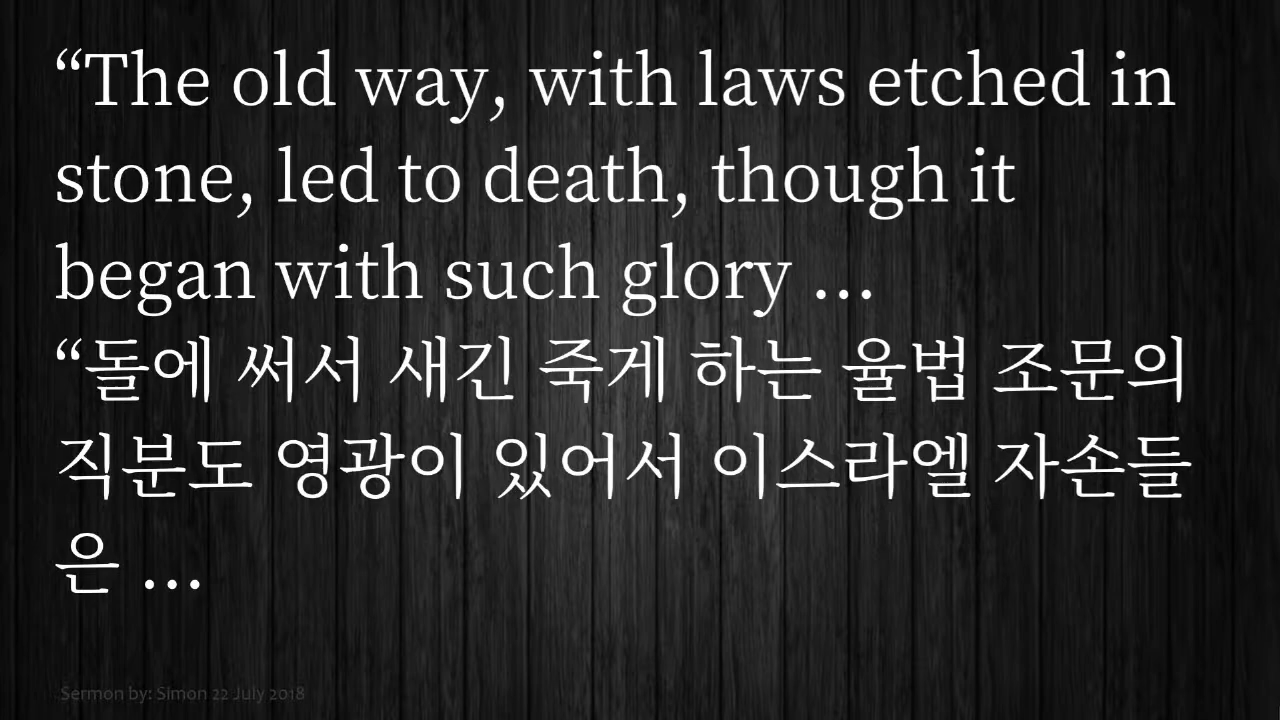 “The old way, with laws etched in
stone, led to death, though it
began with such glory ...
“돌에 써서 새긴 죽게 하는 율법 조문의
직분도 영광이 있어서 이스라엘 자손들
은 ...
Sermon by: Simon 22 July 2018